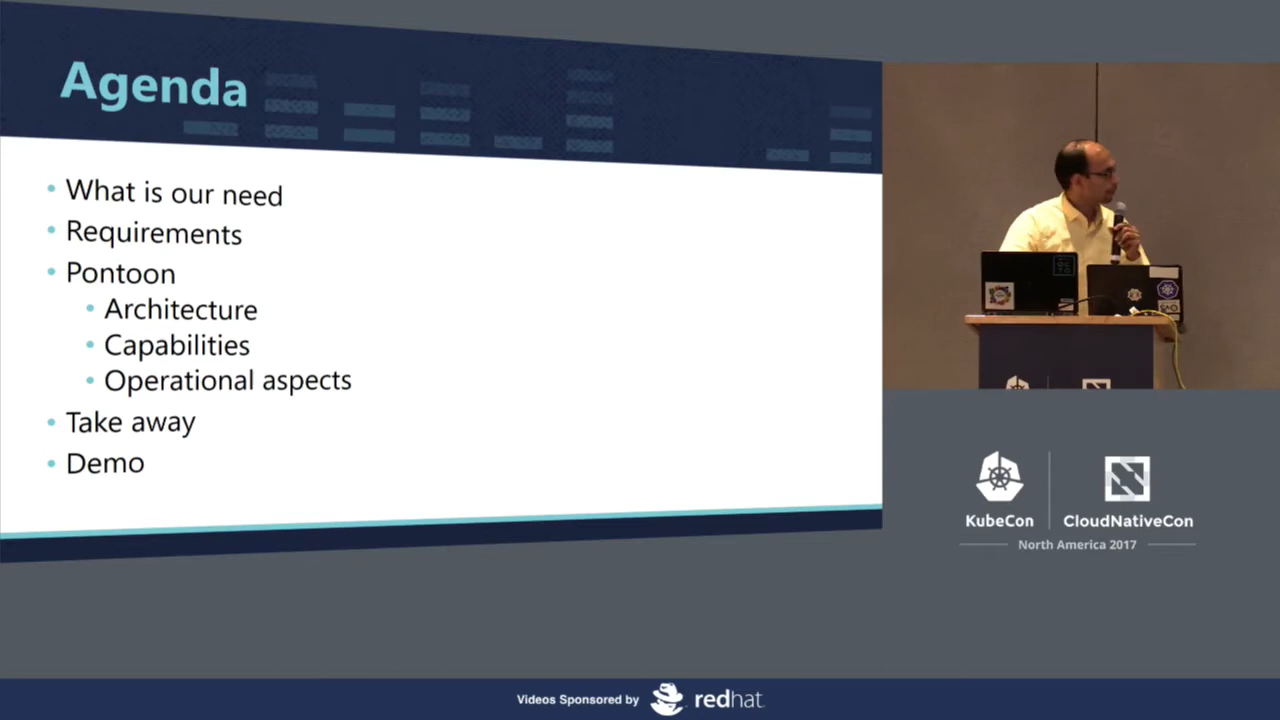 Agenda
• What is our need
• Requirements
• Pontoon
• Architecture
• Capabilities
• Operational aspects
• Take away
• Demo
KubeCon
CloudNativeCon
North America 2017
Videos Sponsored by redhat